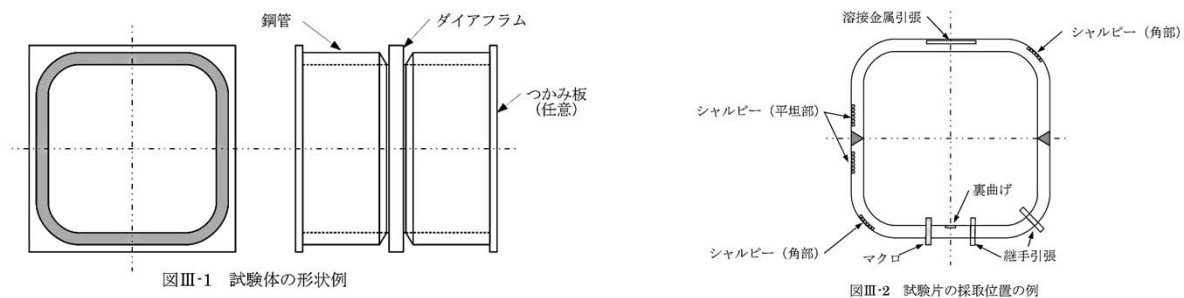 鋼管
ダイアフラム
つかみ板
(任意)
図Ⅲ-1 試験体の形状例
溶接金属引張
シャルピー（角部）
シャルピー（平坦部）
裏曲げ
シャルピー（角部）
マクロ
継手引張
図Ⅲ-2 試験片の採取位置の例